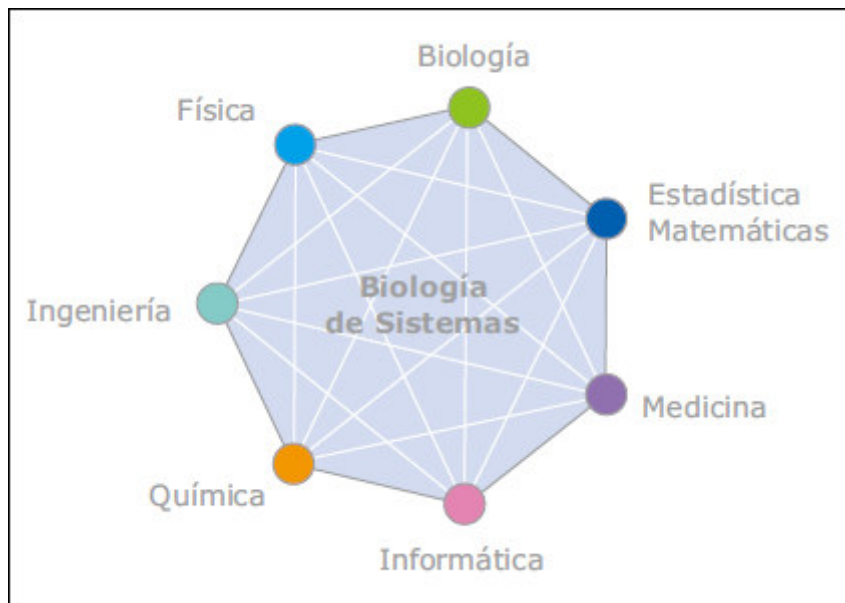 Biología
Física
Estadística
Matemáticas
Biología
de Sistemas
Ingeniería
Medicina
Química
Informática